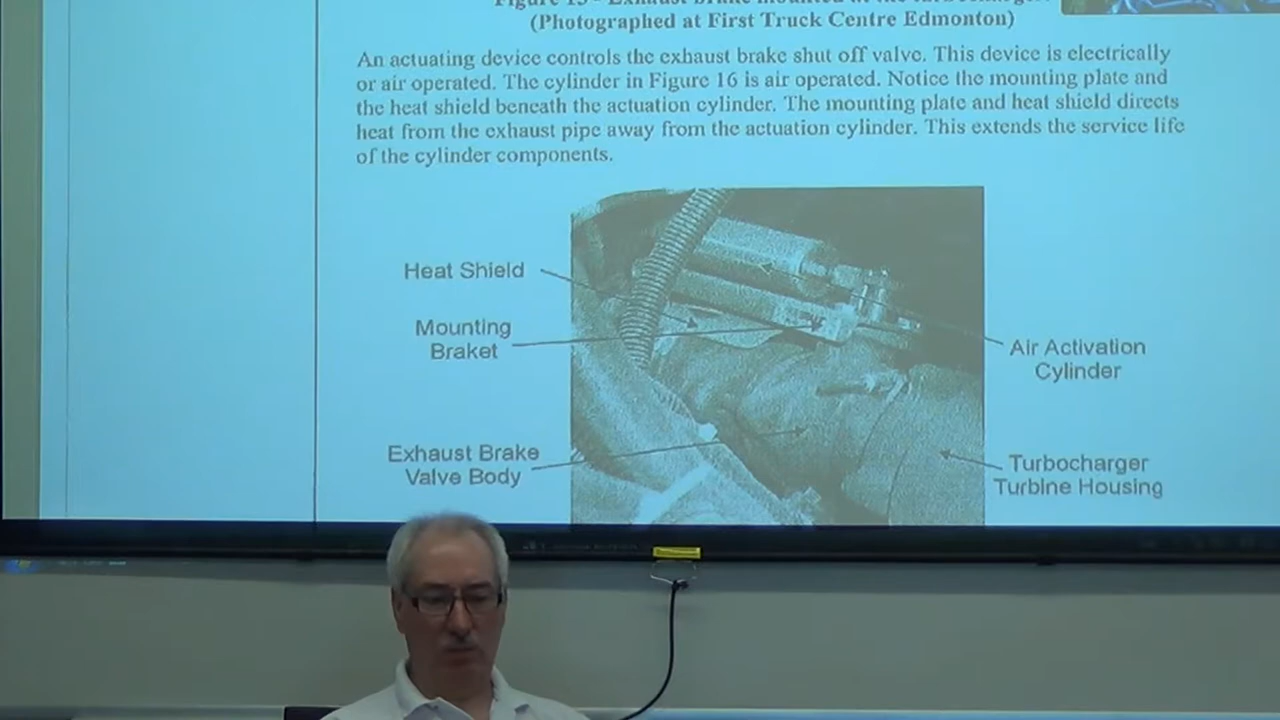 (Photographed at First Truck Centre Edmonton)
An actuating device controls the exhaust brake shut off valve. This device is electrically
or air operated. The cylinder in Figure 16 is air operated. Notice the mounting plate and
the heat shield beneath the actuation cylinder. The mounting plate and heat shield directs
heat from the exhaust pipe away from the actuation cylinder. This extends the service life
of the cylinder components.
Heat Shield
Mounting
Braket
Air Activation
Cylinder
Exhaust Brake
Valve Body
Turbocharger
Turbine Housing